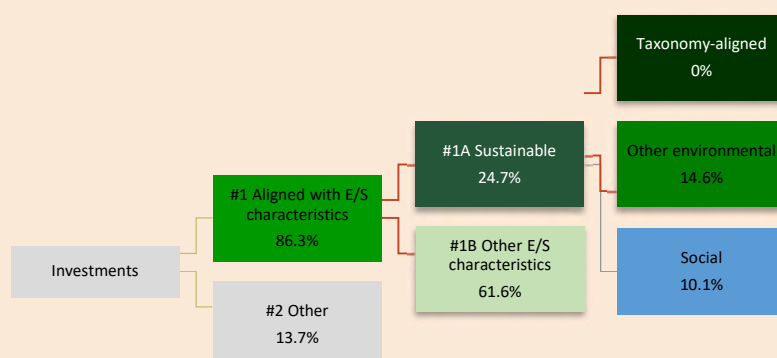 Taxonomy-aligned
0%
#1A Sustainable
24.7%
Other environmental
14.6%
#1 Aligned with E/S
characteristics
86.3%
#1B Other E/S
characteristics
61.6%
Social
10.1%
Investments
#2 Other
13.7%